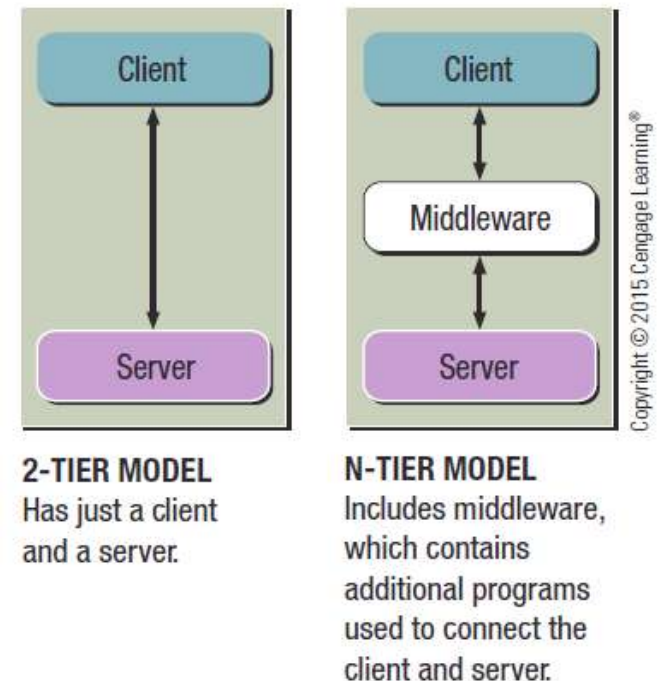 Client
Server
2-TIER MODEL
Has just a client
and a server.
Client
Middleware
Server
N-TIER MODEL
Includes middleware,
which contains
additional programs
used to connect the
client and server.
Copyright © 2015 Cengage Learning®